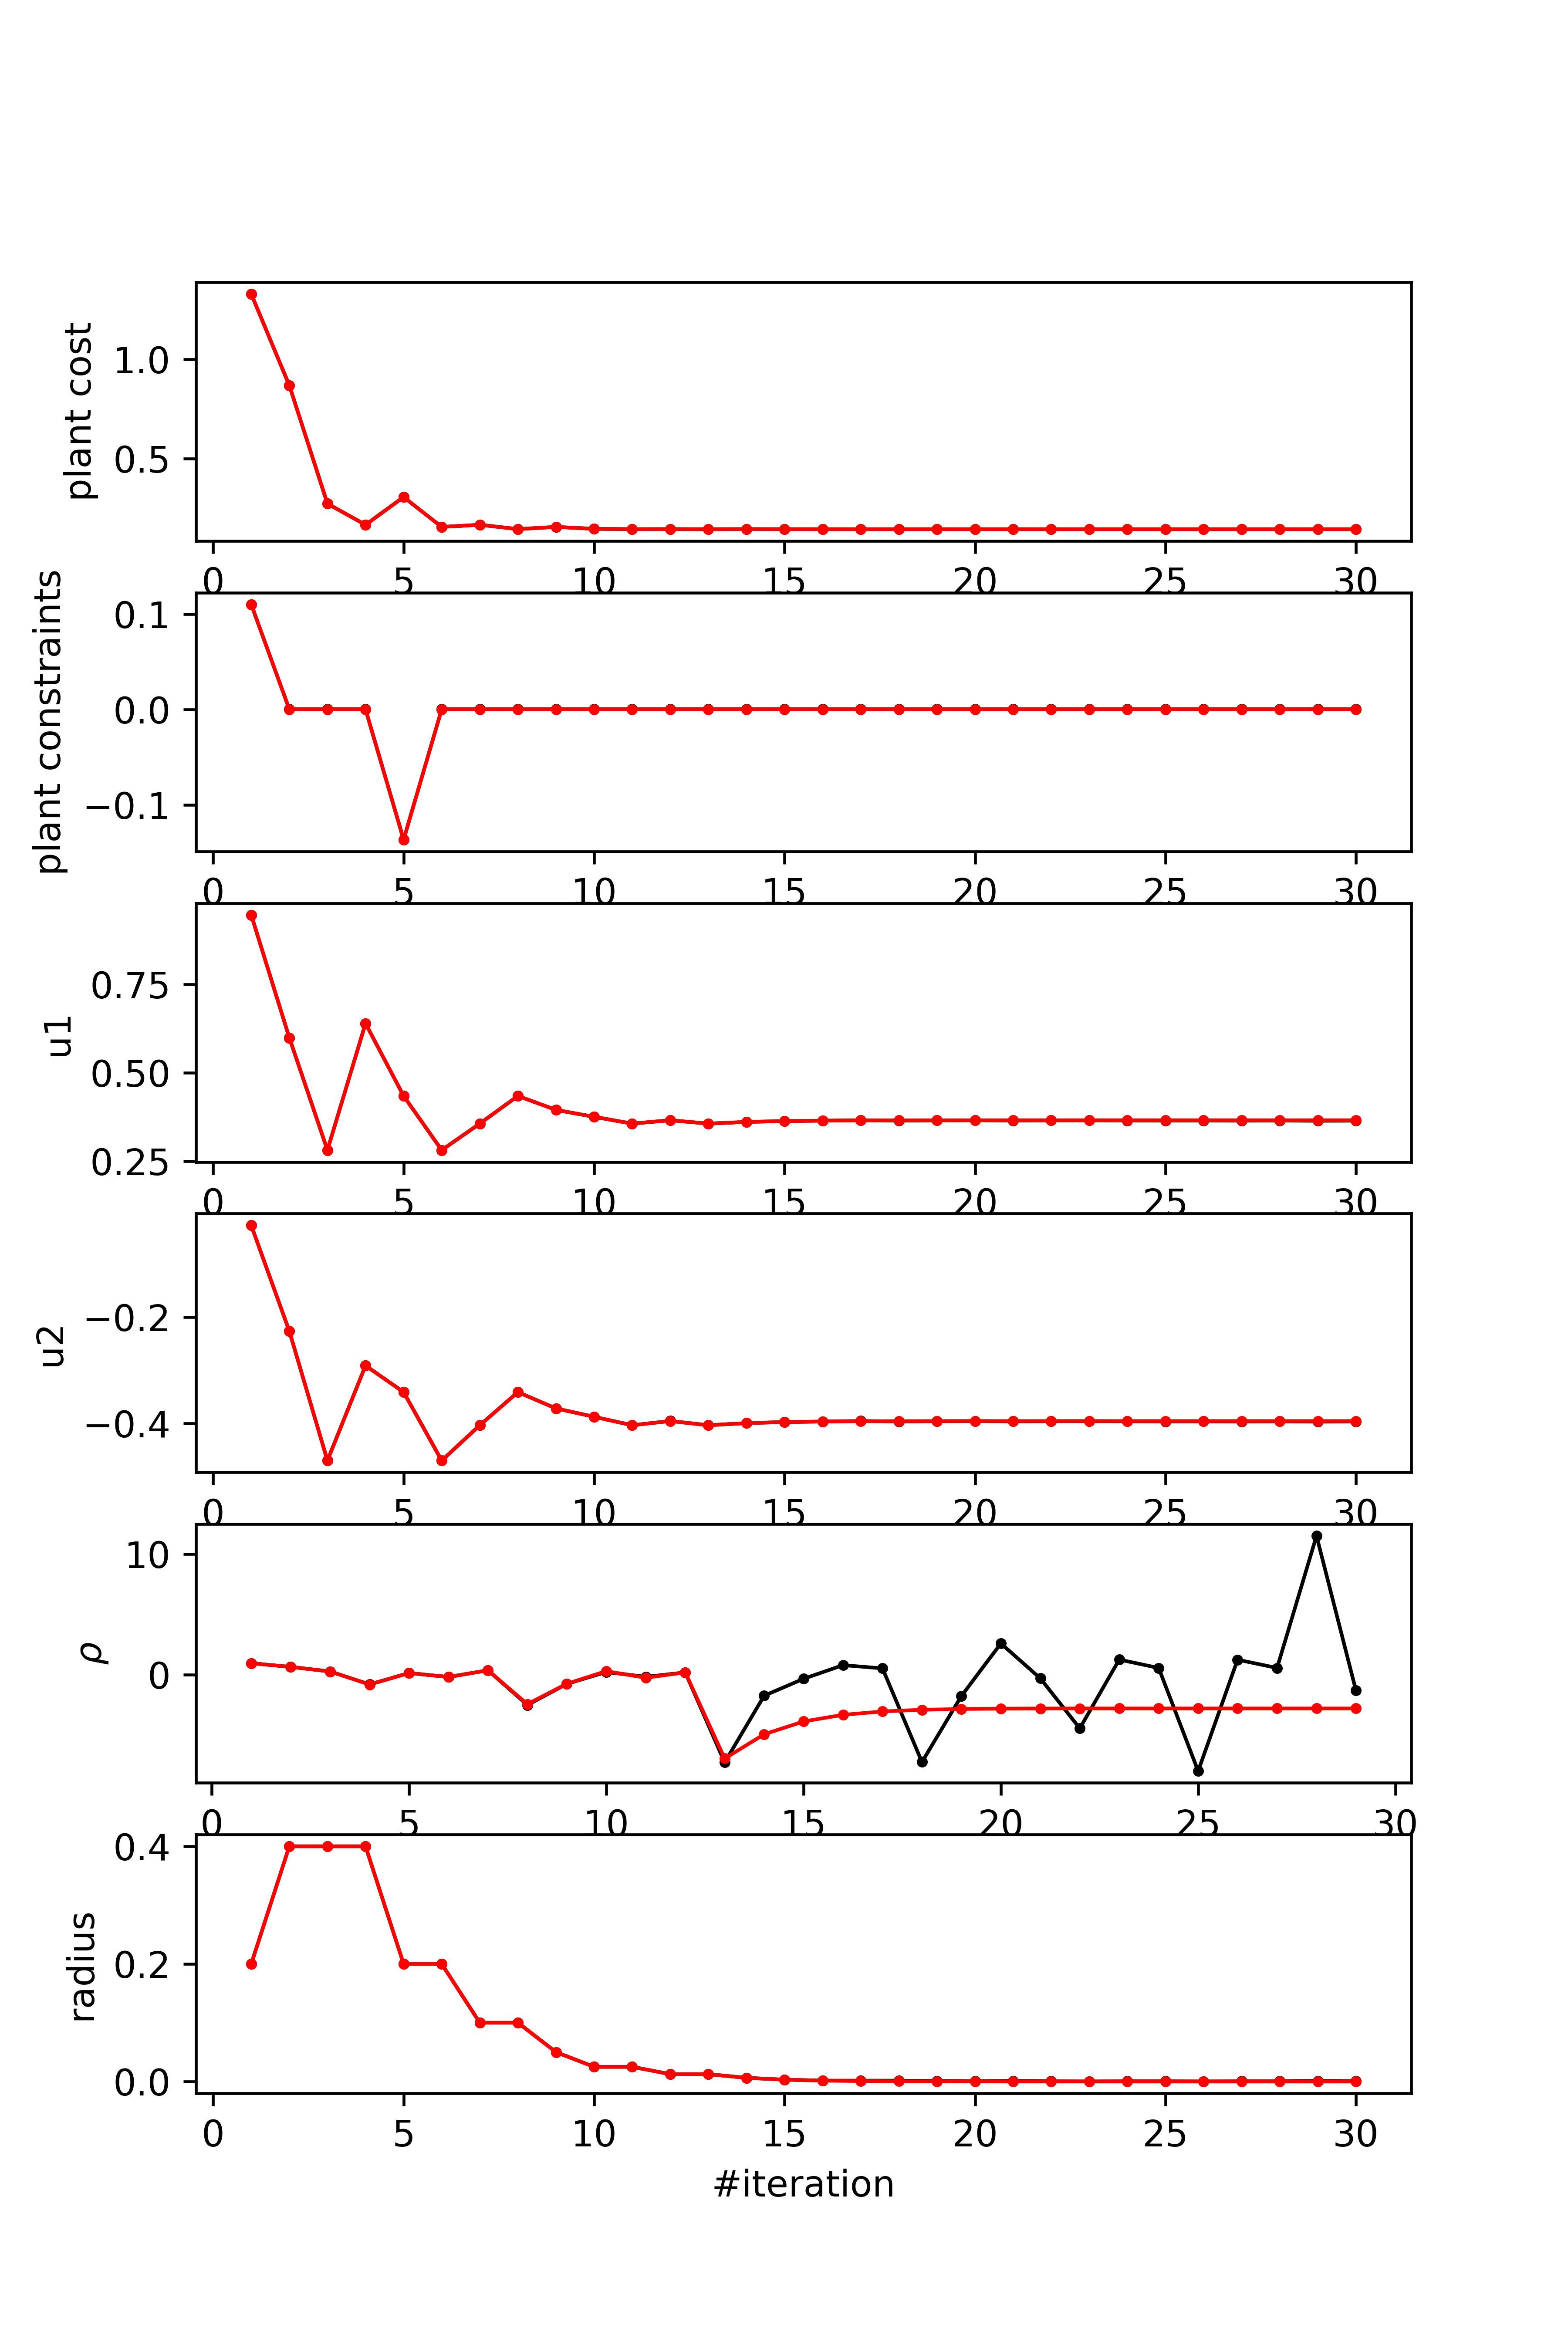 plant cost
1.0
0.5
0 5 10 15 20 25 30
plant constraints
0.1
0.0
−0.1
0 5 10 15 20 25 30
u1
0.75
0.50
0.25
0 5 10 15 20 25 30
u2
−0.2
−0.4
0 5 10 15 20 25 30
ρ
10
0
0 5 10 15 20 25 30
radius
0.4
0.2
0.0
0 5 10 15 20 25 30
#iteration